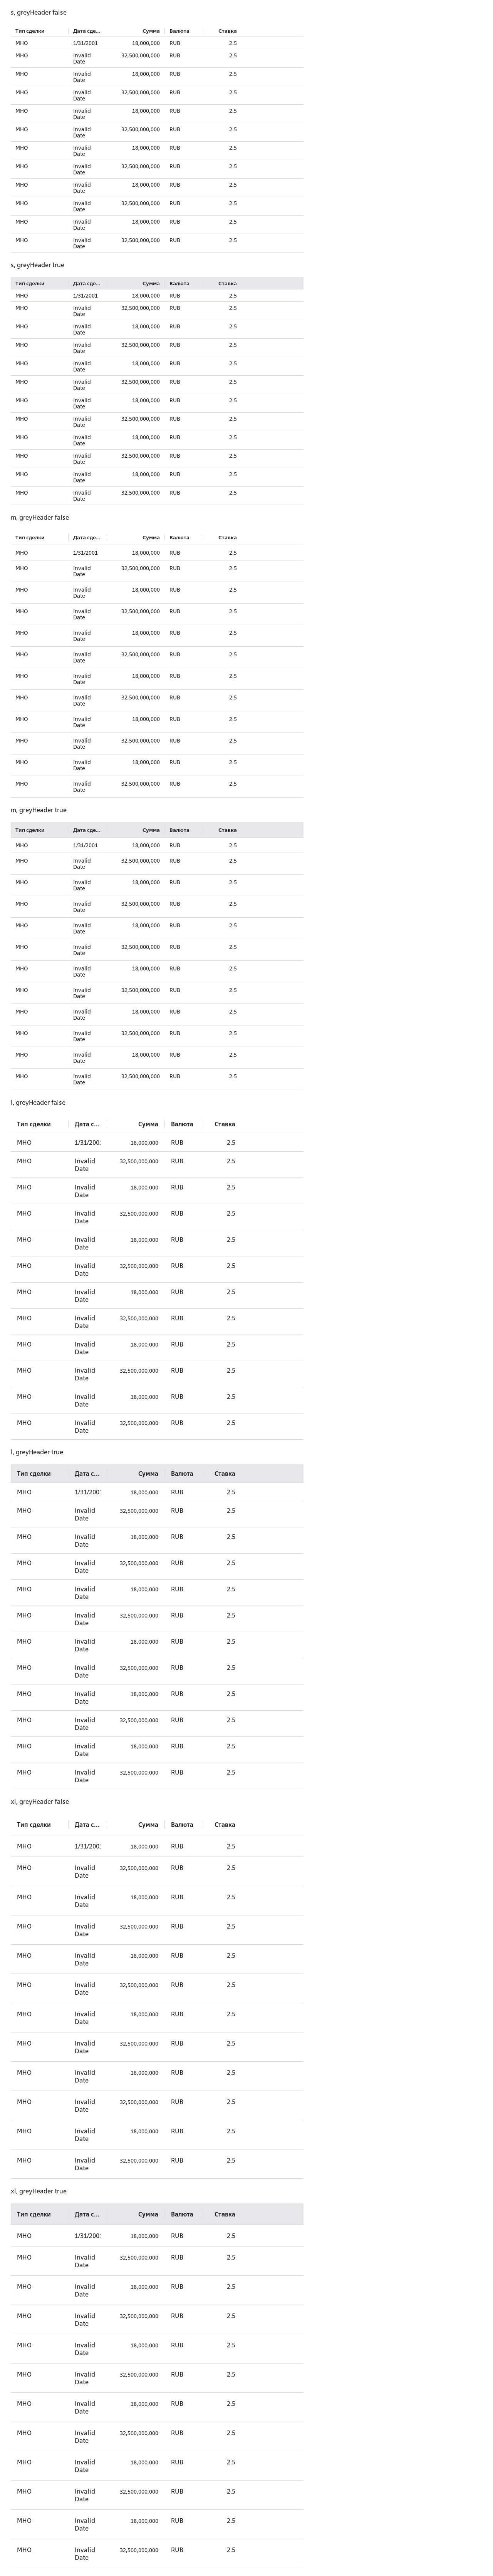 s, greyHeader false
Тип сделки Дата сде... Сумма Валюта Ставка
МНО 1/31/2001 18,000,000 RUB 2.5
МНО Invalid 32,500,000,000 RUB 2.5
Date
МНО Invalid 18,000,000 RUB 2.5
Date
МНО Invalid 32,500,000,000 RUB 2.5
Date
МНО Invalid 18,000,000 RUB 2.5
Date
МНО Invalid 32,500,000,000 RUB 2.5
Date
МНО Invalid 18,000,000 RUB 2.5
Date
МНО Invalid 32,500,000,000 RUB 2.5
Date
МНО Invalid 18,000,000 RUB 2.5
Date
МНО Invalid 32,500,000,000 RUB 2.5
Date
МНО Invalid 18,000,000 RUB 2.5
Date
МНО Invalid 32,500,000,000 RUB 2.5
Date
s, greyHeader true
Тип сделки Дата сде... Сумма Валюта Ставка
МНО 1/31/2001 18,000,000 RUB 2.5
МНО Invalid 32,500,000,000 RUB 2.5
Date
МНО Invalid 18,000,000 RUB 2.5
Date
МНО Invalid 32,500,000,000 RUB 2.5
Date
МНО Invalid 18,000,000 RUB 2.5
Date
МНО Invalid 32,500,000,000 RUB 2.5
Date
МНО Invalid 18,000,000 RUB 2.5
Date
МНО Invalid 32,500,000,000 RUB 2.5
Date
МНО Invalid 18,000,000 RUB 2.5
Date
МНО Invalid 32,500,000,000 RUB 2.5
Date
МНО Invalid 18,000,000 RUB 2.5
Date
МНО Invalid 32,500,000,000 RUB 2.5
Date
m, greyHeader false
Тип сделки Дата сде... Сумма Валюта Ставка
МНО 1/31/2001 18,000,000 RUB 2.5
МНО Invalid 32,500,000,000 RUB 2.5
Date
МНО Invalid 18,000,000 RUB 2.5
Date
МНО Invalid 32,500,000,000 RUB 2.5
Date
МНО Invalid 18,000,000 RUB 2.5
Date
МНО Invalid 32,500,000,000 RUB 2.5
Date
МНО Invalid 18,000,000 RUB 2.5
Date
МНО Invalid 32,500,000,000 RUB 2.5
Date
МНО Invalid 18,000,000 RUB 2.5
Date
МНО Invalid 32,500,000,000 RUB 2.5
Date
МНО Invalid 18,000,000 RUB 2.5
Date
МНО Invalid 32,500,000,000 RUB 2.5
Date
m, greyHeader true
Тип сделки Дата сде... Сумма Валюта Ставка
МНО 1/31/2001 18,000,000 RUB 2.5
МНО Invalid 32,500,000,000 RUB 2.5
Date
МНО Invalid 18,000,000 RUB 2.5
Date
МНО Invalid 32,500,000,000 RUB 2.5
Date
МНО Invalid 18,000,000 RUB 2.5
Date
МНО Invalid 32,500,000,000 RUB 2.5
Date
МНО Invalid 18,000,000 RUB 2.5
Date
МНО Invalid 32,500,000,000 RUB 2.5
Date
МНО Invalid 18,000,000 RUB 2.5
Date
МНО Invalid 32,500,000,000 RUB 2.5
Date
МНО Invalid 18,000,000 RUB 2.5
Date
МНО Invalid 32,500,000,000 RUB 2.5
Date
l, greyHeader false
Тип сделки Дата с... Сумма Валюта Ставка
МНО 1/31/200 18,000,000 RUB 2.5
МНО Invalid 32,500,000,000 RUB 2.5
Date
МНО Invalid 18,000,000 RUB 2.5
Date
МНО Invalid 32,500,000,000 RUB 2.5
Date
МНО Invalid 18,000,000 RUB 2.5
Date
МНО Invalid 32,500,000,000 RUB 2.5
Date
МНО Invalid 18,000,000 RUB 2.5
Date
МНО Invalid 32,500,000,000 RUB 2.5
Date
МНО Invalid 18,000,000 RUB 2.5
Date
МНО Invalid 32,500,000,000 RUB 2.5
Date
МНО Invalid 18,000,000 RUB 2.5
Date
МНО Invalid 32,500,000,000 RUB 2.5
Date
l, greyHeader true
Тип сделки Дата с... Сумма Валюта Ставка
МНО 1/31/200 18,000,000 RUB 2.5
МНО Invalid 32,500,000,000 RUB 2.5
Date
МНО Invalid 18,000,000 RUB 2.5
Date
МНО Invalid 32,500,000,000 RUB 2.5
Date
МНО Invalid 18,000,000 RUB 2.5
Date
МНО Invalid 32,500,000,000 RUB 2.5
Date
МНО Invalid 18,000,000 RUB 2.5
Date
МНО Invalid 32,500,000,000 RUB 2.5
Date
МНО Invalid 18,000,000 RUB 2.5
Date
МНО Invalid 32,500,000,000 RUB 2.5
Date
МНО Invalid 18,000,000 RUB 2.5
Date
МНО Invalid 32,500,000,000 RUB 2.5
Date
xl, greyHeader false
Тип сделки Дата с... Сумма Валюта Ставка
МНО 1/31/200 18,000,000 RUB 2.5
МНО Invalid 32,500,000,000 RUB 2.5
Date
МНО Invalid 18,000,000 RUB 2.5
Date
МНО Invalid 32,500,000,000 RUB 2.5
Date
МНО Invalid 18,000,000 RUB 2.5
Date
МНО Invalid 32,500,000,000 RUB 2.5
Date
МНО Invalid 18,000,000 RUB 2.5
Date
МНО Invalid 32,500,000,000 RUB 2.5
Date
МНО Invalid 18,000,000 RUB 2.5
Date
МНО Invalid 32,500,000,000 RUB 2.5
Date
МНО Invalid 18,000,000 RUB 2.5
Date
МНО Invalid 32,500,000,000 RUB 2.5
Date
xl, greyHeader true
Тип сделки Дата с... Сумма Валюта Ставка
МНО 1/31/200 18,000,000 RUB 2.5
МНО Invalid 32,500,000,000 RUB 2.5
Date
МНО Invalid 18,000,000 RUB 2.5
Date
МНО Invalid 32,500,000,000 RUB 2.5
Date
МНО Invalid 18,000,000 RUB 2.5
Date
МНО Invalid 32,500,000,000 RUB 2.5
Date
МНО Invalid 18,000,000 RUB 2.5
Date
МНО Invalid 32,500,000,000 RUB 2.5
Date
МНО Invalid 18,000,000 RUB 2.5
Date
МНО Invalid 32,500,000,000 RUB 2.5
Date
МНО Invalid 18,000,000 RUB 2.5
Date
МНО Invalid 32,500,000,000 RUB 2.5
Date